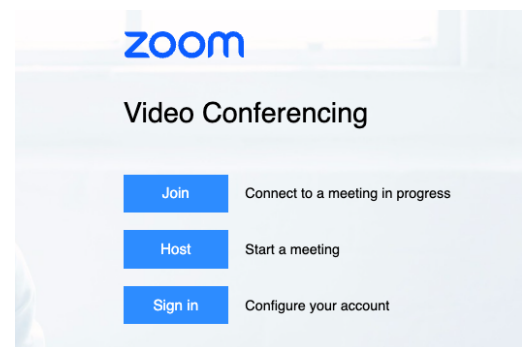 zoom
Video Conferencing
Join Connect to a meeting in progress
Host Start a meeting
Sign in Configure your account